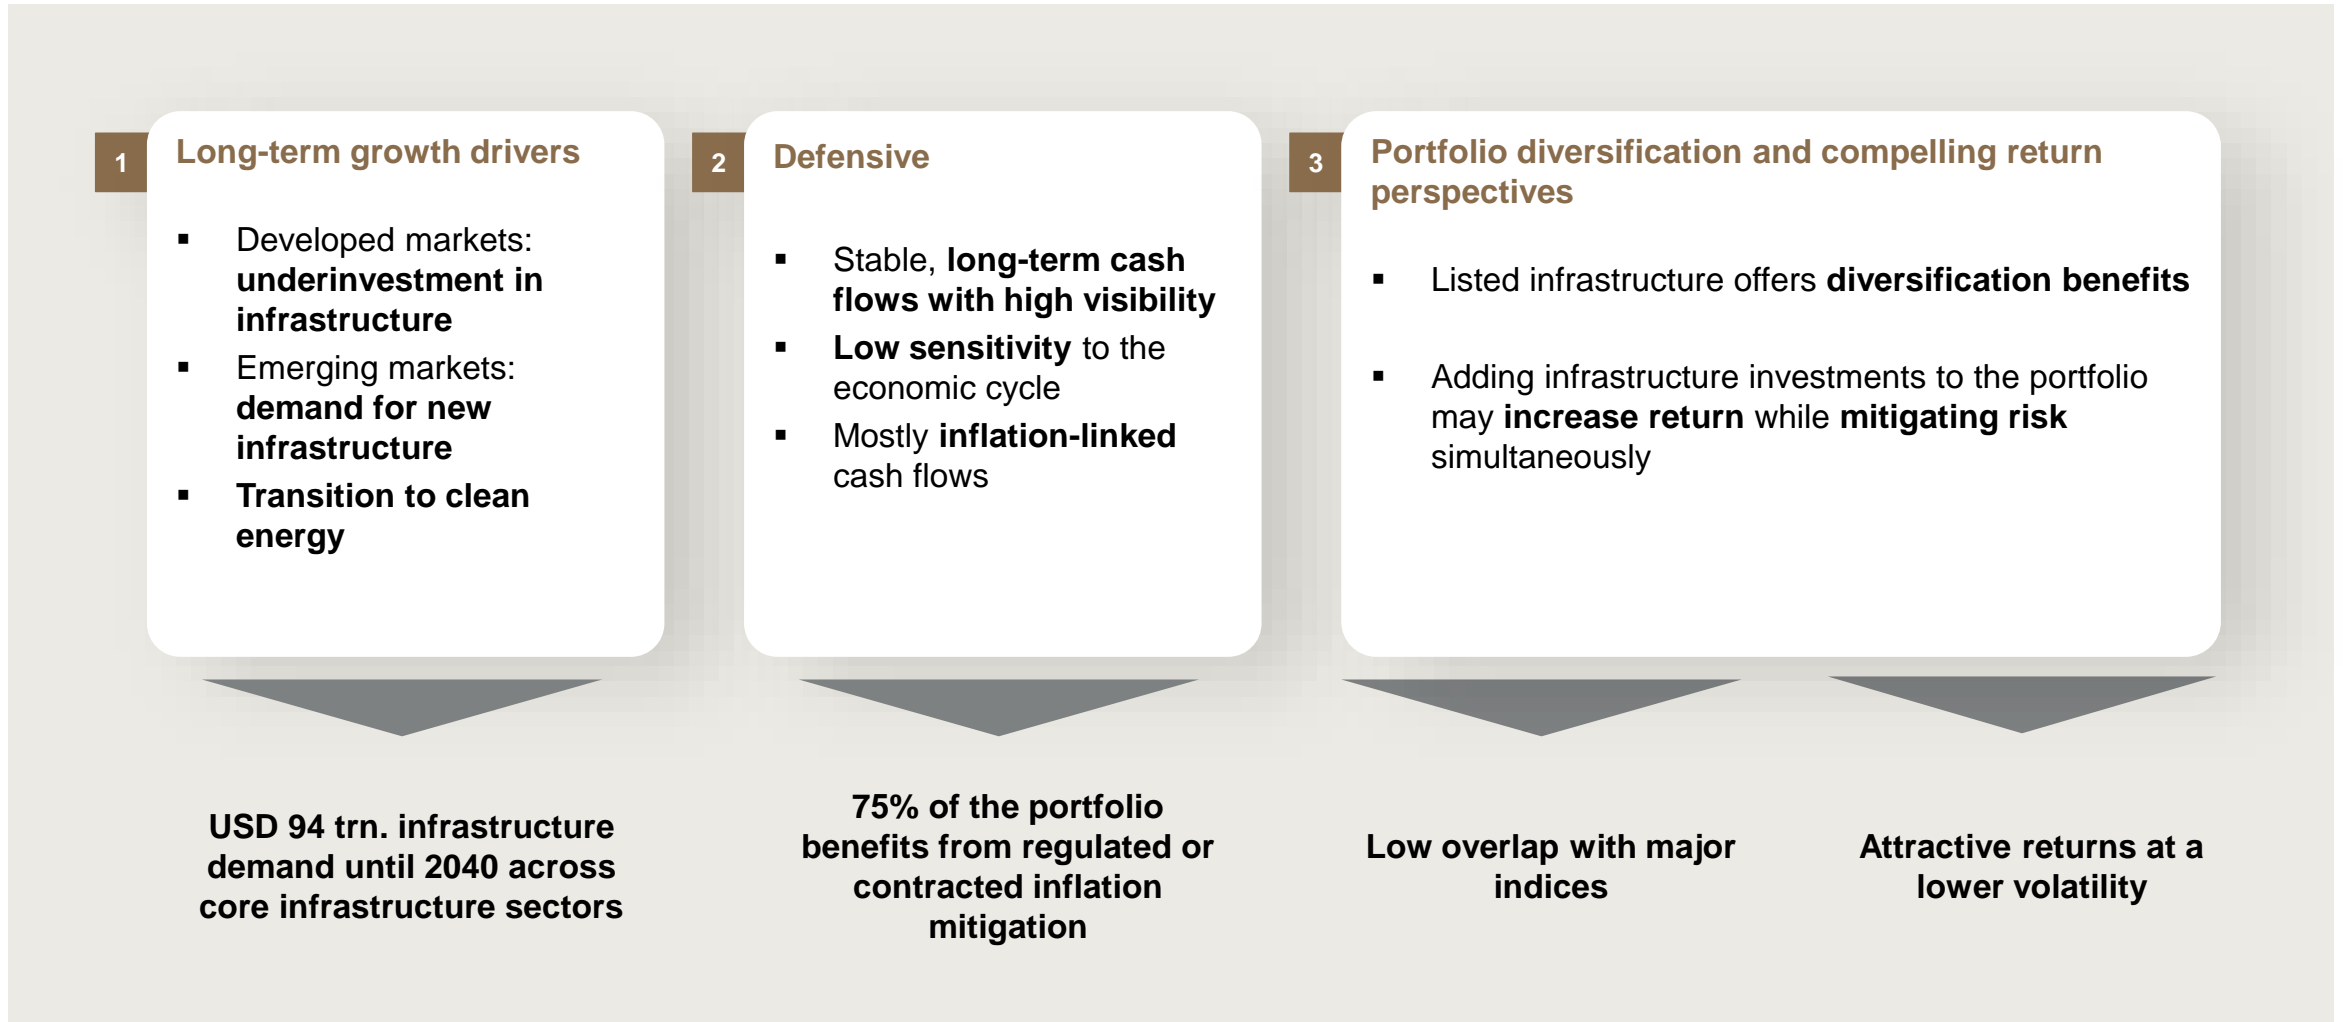 1
Long-term growth drivers
▪ Developed markets:
underinvestment in
infrastructure
▪ Emerging markets:
demand for new
infrastructure
▪ Transition to clean
energy
USD 94 trn. infrastructure
demand until 2040 across
core infrastructure sectors
2
Defensive
▪ Stable, long-term cash
flows with high visibility
▪ Low sensitivity to the
economic cycle
▪ Mostly inflation-linked
cash flows
75% of the portfolio
benefits from regulated or
contracted inflation
mitigation
3
Portfolio diversification and compelling return
perspectives
▪ Listed infrastructure offers diversification benefits
▪ Adding infrastructure investments to the portfolio
may increase return while mitigating risk
simultaneously
Low overlap with major
indices
Attractive returns at a
lower volatility